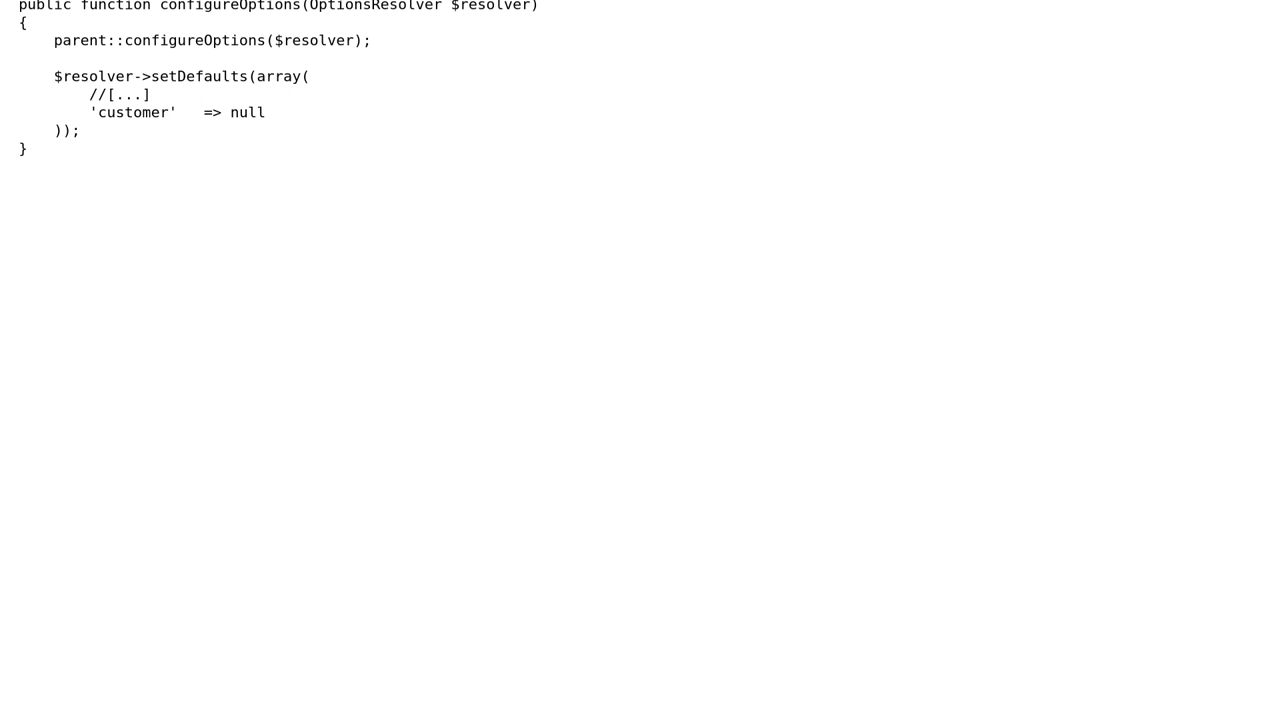 public function configureOptions(OptionsResolver $resolver)
{
    parent::configureOptions($resolver);

    $resolver->setDefaults(array(
        //[...]
        'customer'   => null
    ));
}